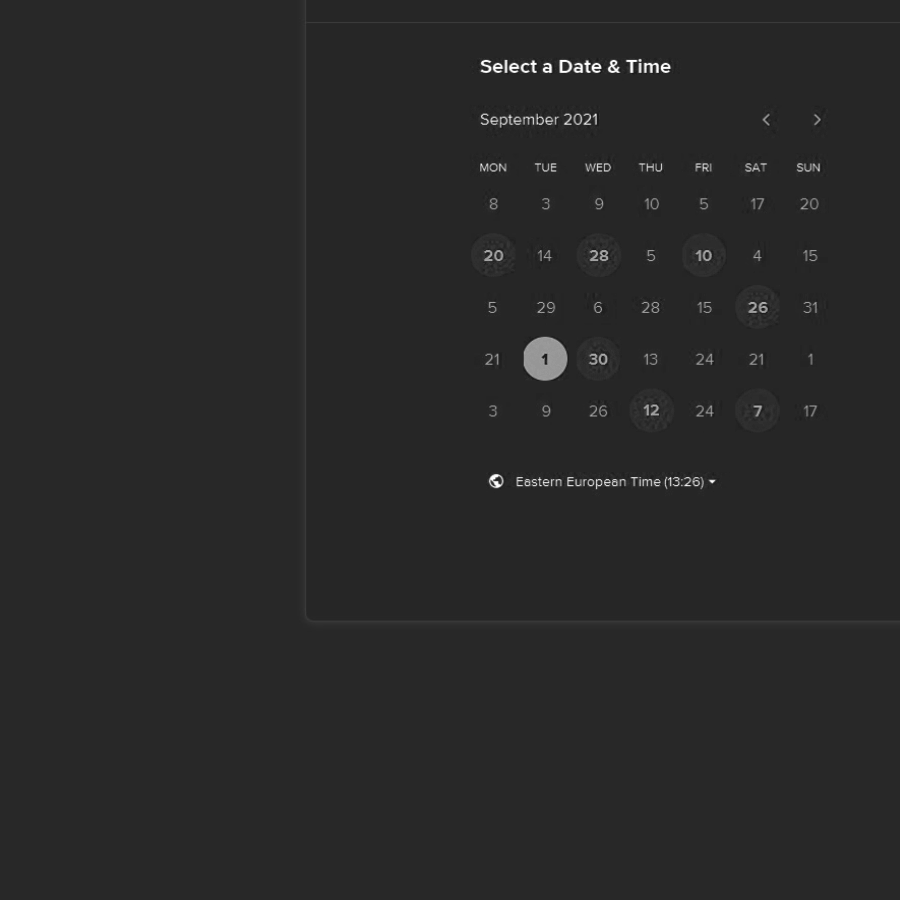 Select a Date & Time
September 2021
MON TUE WED THU FRI SAT SUN
8 3 9 10 5 17 20
20 14 28 5 10 4 15
5 29 6 28 15 26 31
21 1 30 13 24 21 1
3 9 26 12 24 7 17
Eastern European Time (13:26)